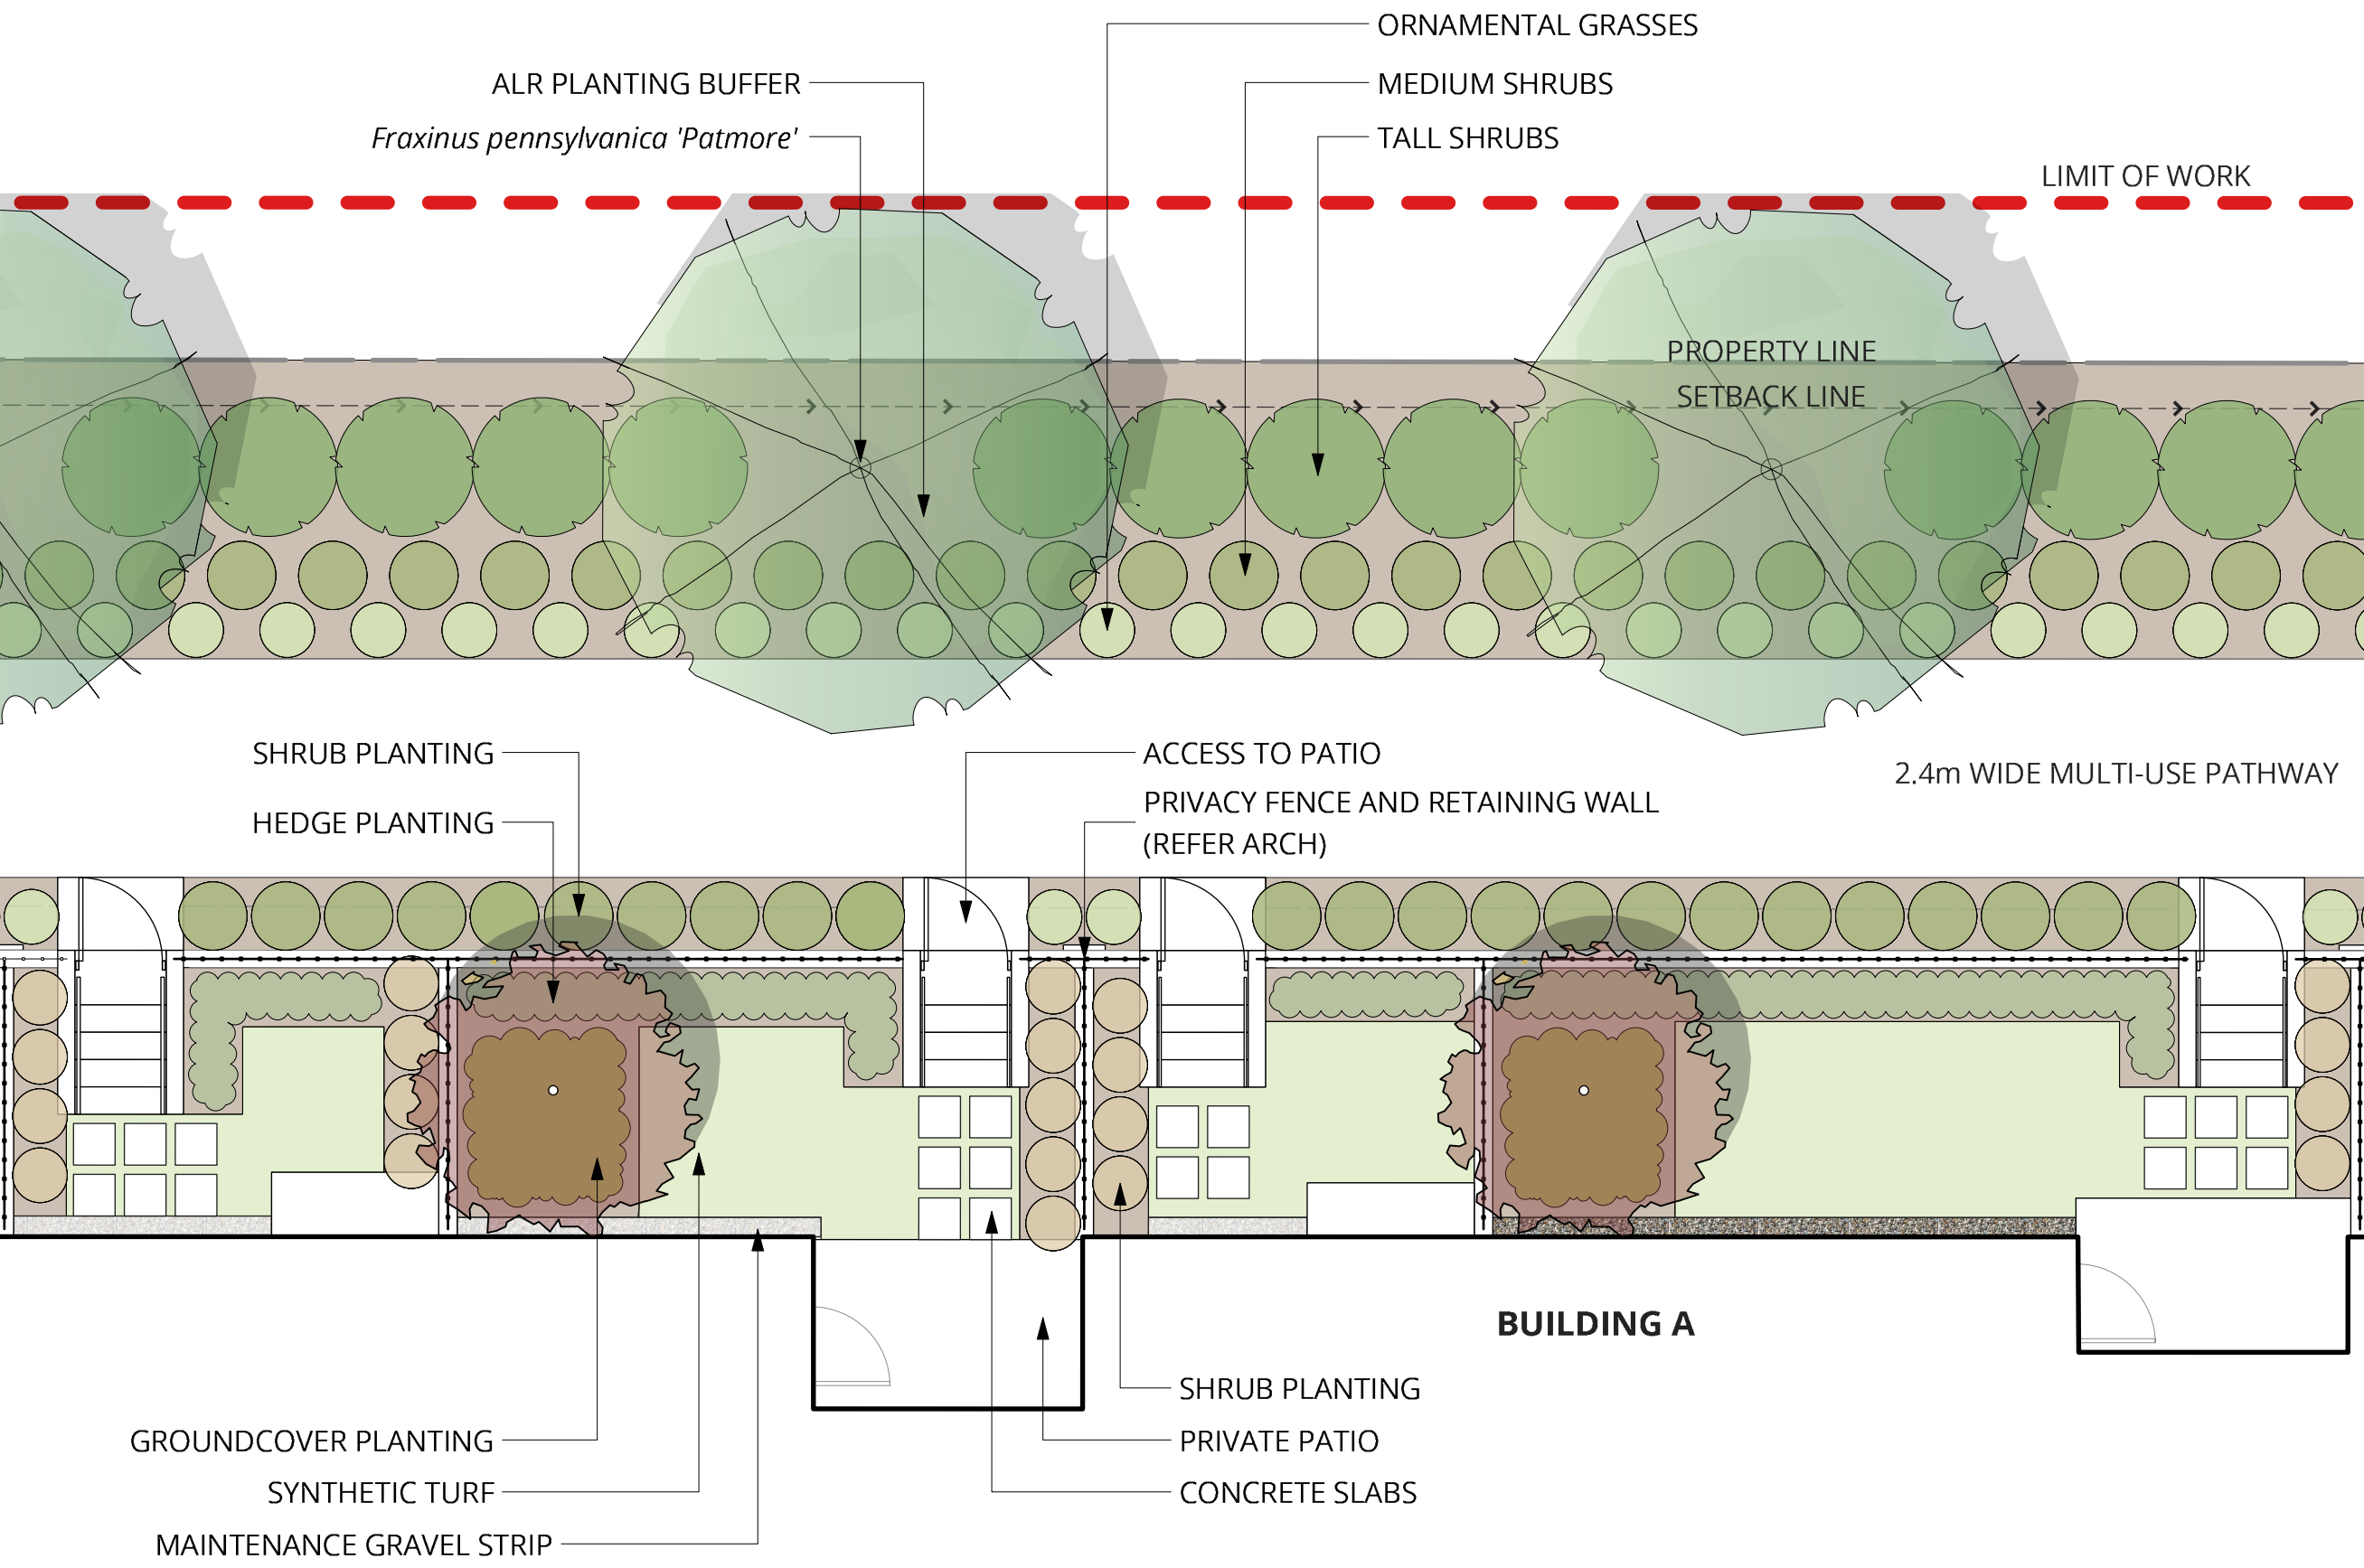 ORNAMENTAL GRASSES
ALR PLANTING BUFFER
MEDIUM SHRUBS
Fraxinus pennsylvanica 'Patmore'
TALL SHRUBS
LIMIT OF WORK
PROPERTY LINE
SETBACK LINE
SHRUB PLANTING
ACCESS TO PATIO
2.4m WIDE MULTI-USE PATHWAY
HEDGE PLANTING
PRIVACY FENCE AND RETAINING WALL
(REFER ARCH)
BUILDING A
SHRUB PLANTING
GROUNDCOVER PLANTING
PRIVATE PATIO
SYNTHETIC TURF
CONCRETE SLABS
MAINTENANCE GRAVEL STRIP